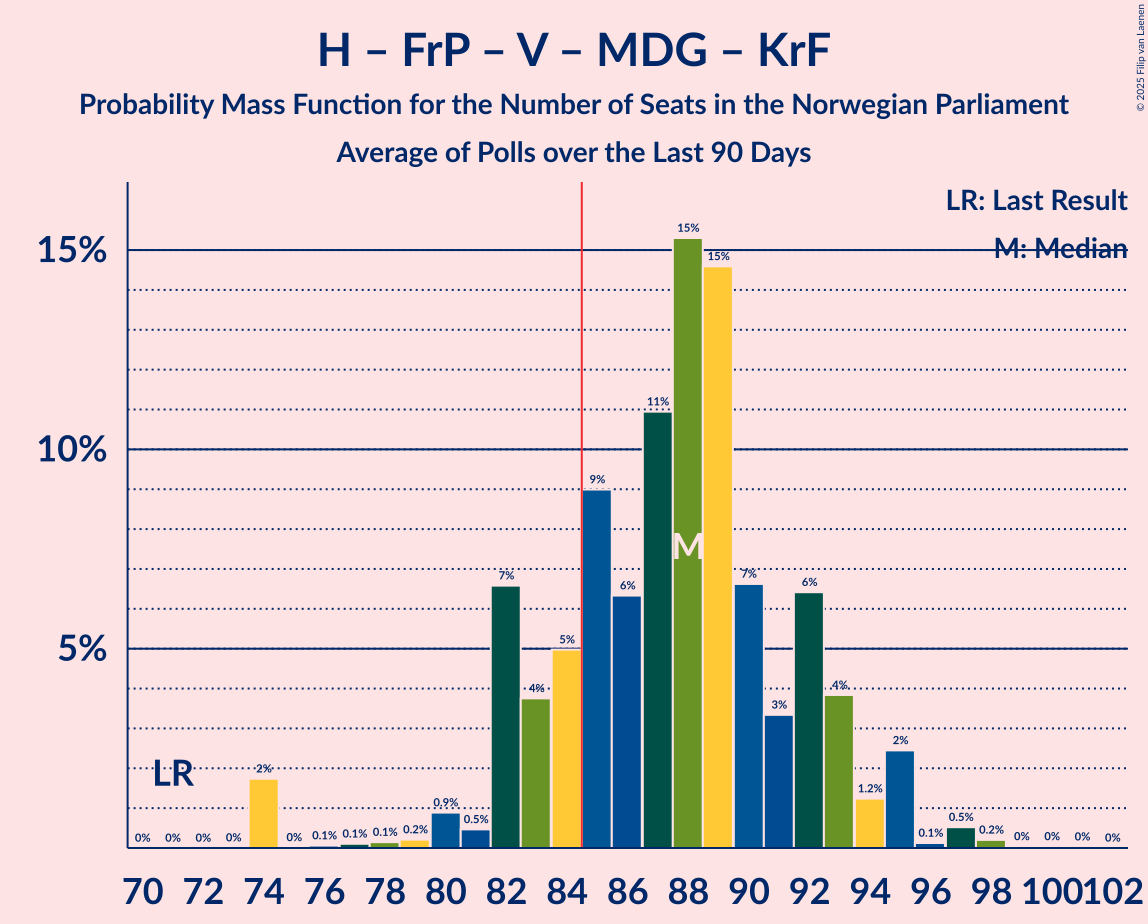 H – FrP – V – MDG – KrF
Probability Mass Function for the Number of Seats in the Norwegian Parliament
Average of Polls over the Last 90 Days
© 2025 Filip van Laenen
LR: Last Result
M: Median
15%
10%
5%
0% 0% 0% 0% 2% 0% 0.1% 0.1% 0.1% 0.2% 0.9% 0.5% 7% 4% 5% 9% 6% 11% 15% 15% 7% 3% 6% 4% 1.2% 2% 0.1% 0.5% 0.2% 0% 0% 0% 0%
LR
M
70 72 74 76 78 80 82 84 86 88 90 92 94 96 98 100 102